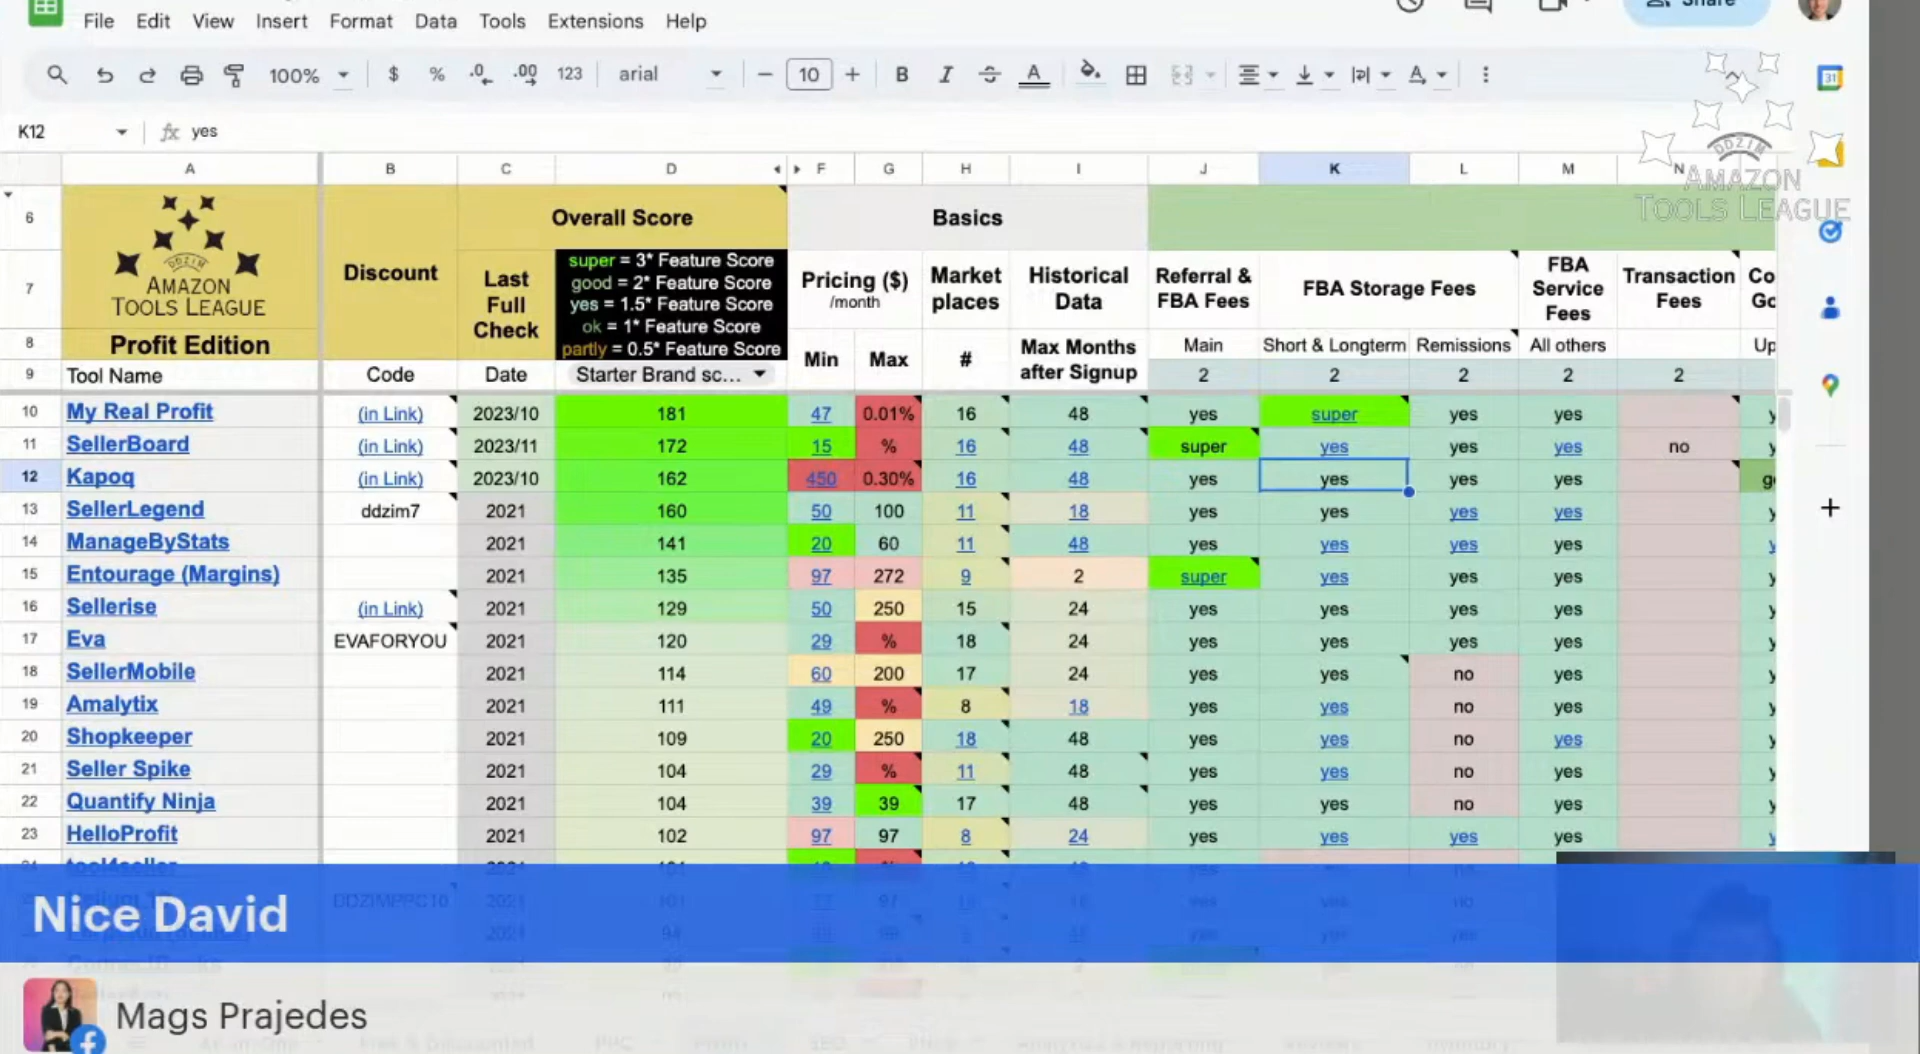 File Edit View Insert Format Data Tools Extensions Help
Share
100% $ % .0 .00 123 arial − 10 + B I S A
K12 fx yes
A B C D F G H I J K L M N
DDZIM
AMAZON
TOOLS LEAGUE
6 Overall Score Basics
7 DDZIM AMAZON TOOLS LEAGUE Discount Last Full Check
super = 3* Feature Score
good = 2* Feature Score
yes = 1.5* Feature Score
ok = 1* Feature Score
partly = 0.5* Feature Score
Pricing ($) /month Market places Historical Data Referral & FBA Fees FBA Storage Fees FBA Service Fees Transaction Fees Co
8 Profit Edition Min Max # Max Months after Signup Main Short & Longterm Remissions All others Up
9 Tool Name Code Date Starter Brand sc... 2 2 2 2 2
10 My Real Profit (in Link) 2023/10 181 47 0.01% 16 48 yes super yes yes y
11 SellerBoard (in Link) 2023/11 172 15 % 16 48 super yes yes yes no y
12 Kapoq (in Link) 2023/10 162 450 0.30% 16 48 yes yes yes yes g
13 SellerLegend ddzim7 2021 160 50 100 11 18 yes yes yes yes y
14 ManageByStats 2021 141 20 60 11 48 yes yes yes yes y
15 Entourage (Margins) 2021 135 97 272 9 2 super yes yes yes y
16 Sellerise (in Link) 2021 129 50 250 15 24 yes yes yes yes y
17 Eva EVAFORYOU 2021 120 29 % 18 24 yes yes yes yes y
18 SellerMobile 2021 114 60 200 17 24 yes yes no yes y
19 Amalytix 2021 111 49 % 8 18 yes yes no yes y
20 Shopkeeper 2021 109 20 250 18 48 yes yes no yes y
21 Seller Spike 2021 104 29 % 11 48 yes yes no yes y
22 Quantify Ninja 2021 104 39 39 17 48 yes yes no yes y
23 HelloProfit 2021 102 97 97 8 24 yes yes yes yes y
tool4seller
DDZIMPPC10
Nice David
Mags Prajedes